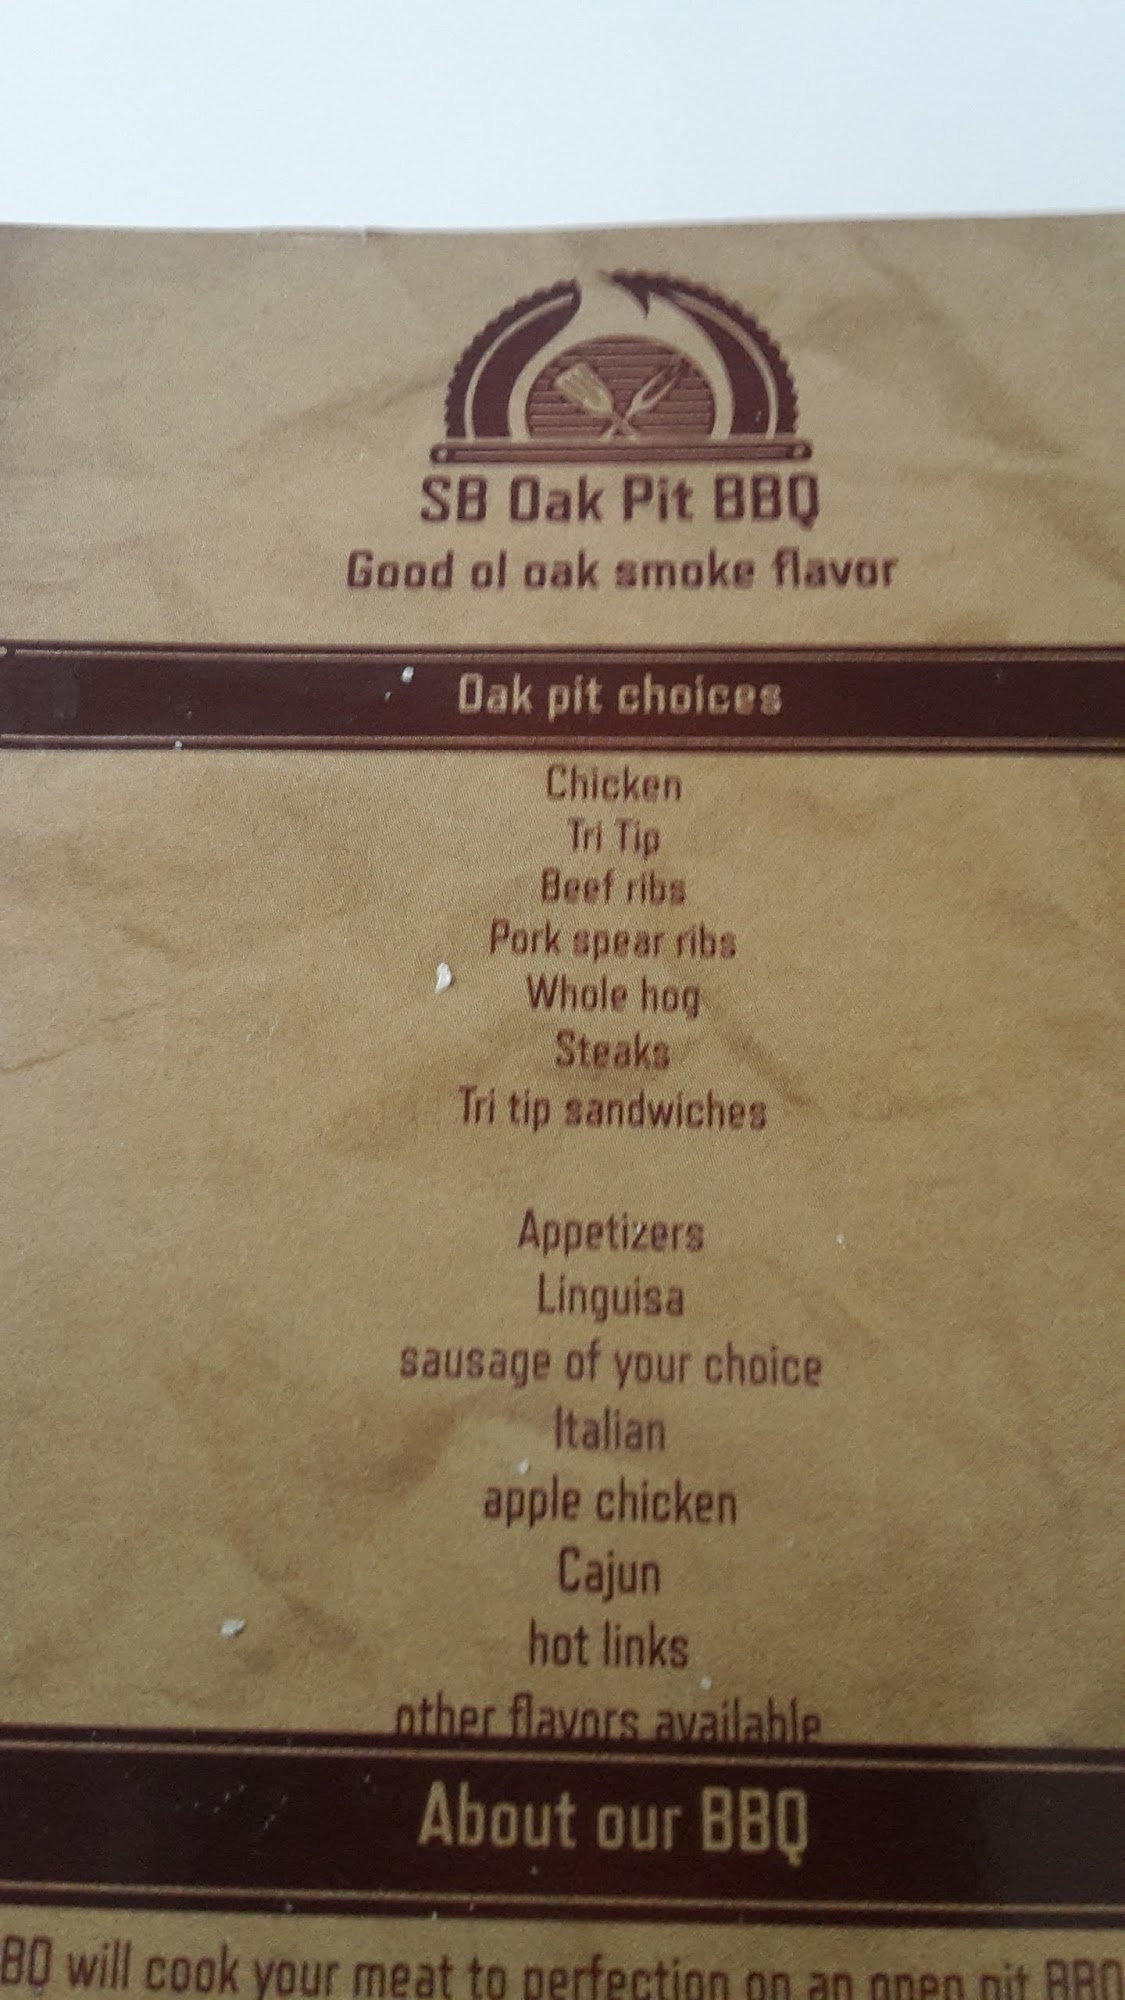 SB Oak Pit BBQ
Good ol oak smoke flavor
Oak pit choices
Chicken
Tri Tip
Beef ribs
Pork spear ribs
Whole hog
Steaks
Tri tip sandwiches
Appetizers
Linguisa
sausage of your choice
Italian
apple chicken
Cajun
hot links
other flavors available
About our BBQ
BQ will cook your meat to perfection on an open pit BBQ